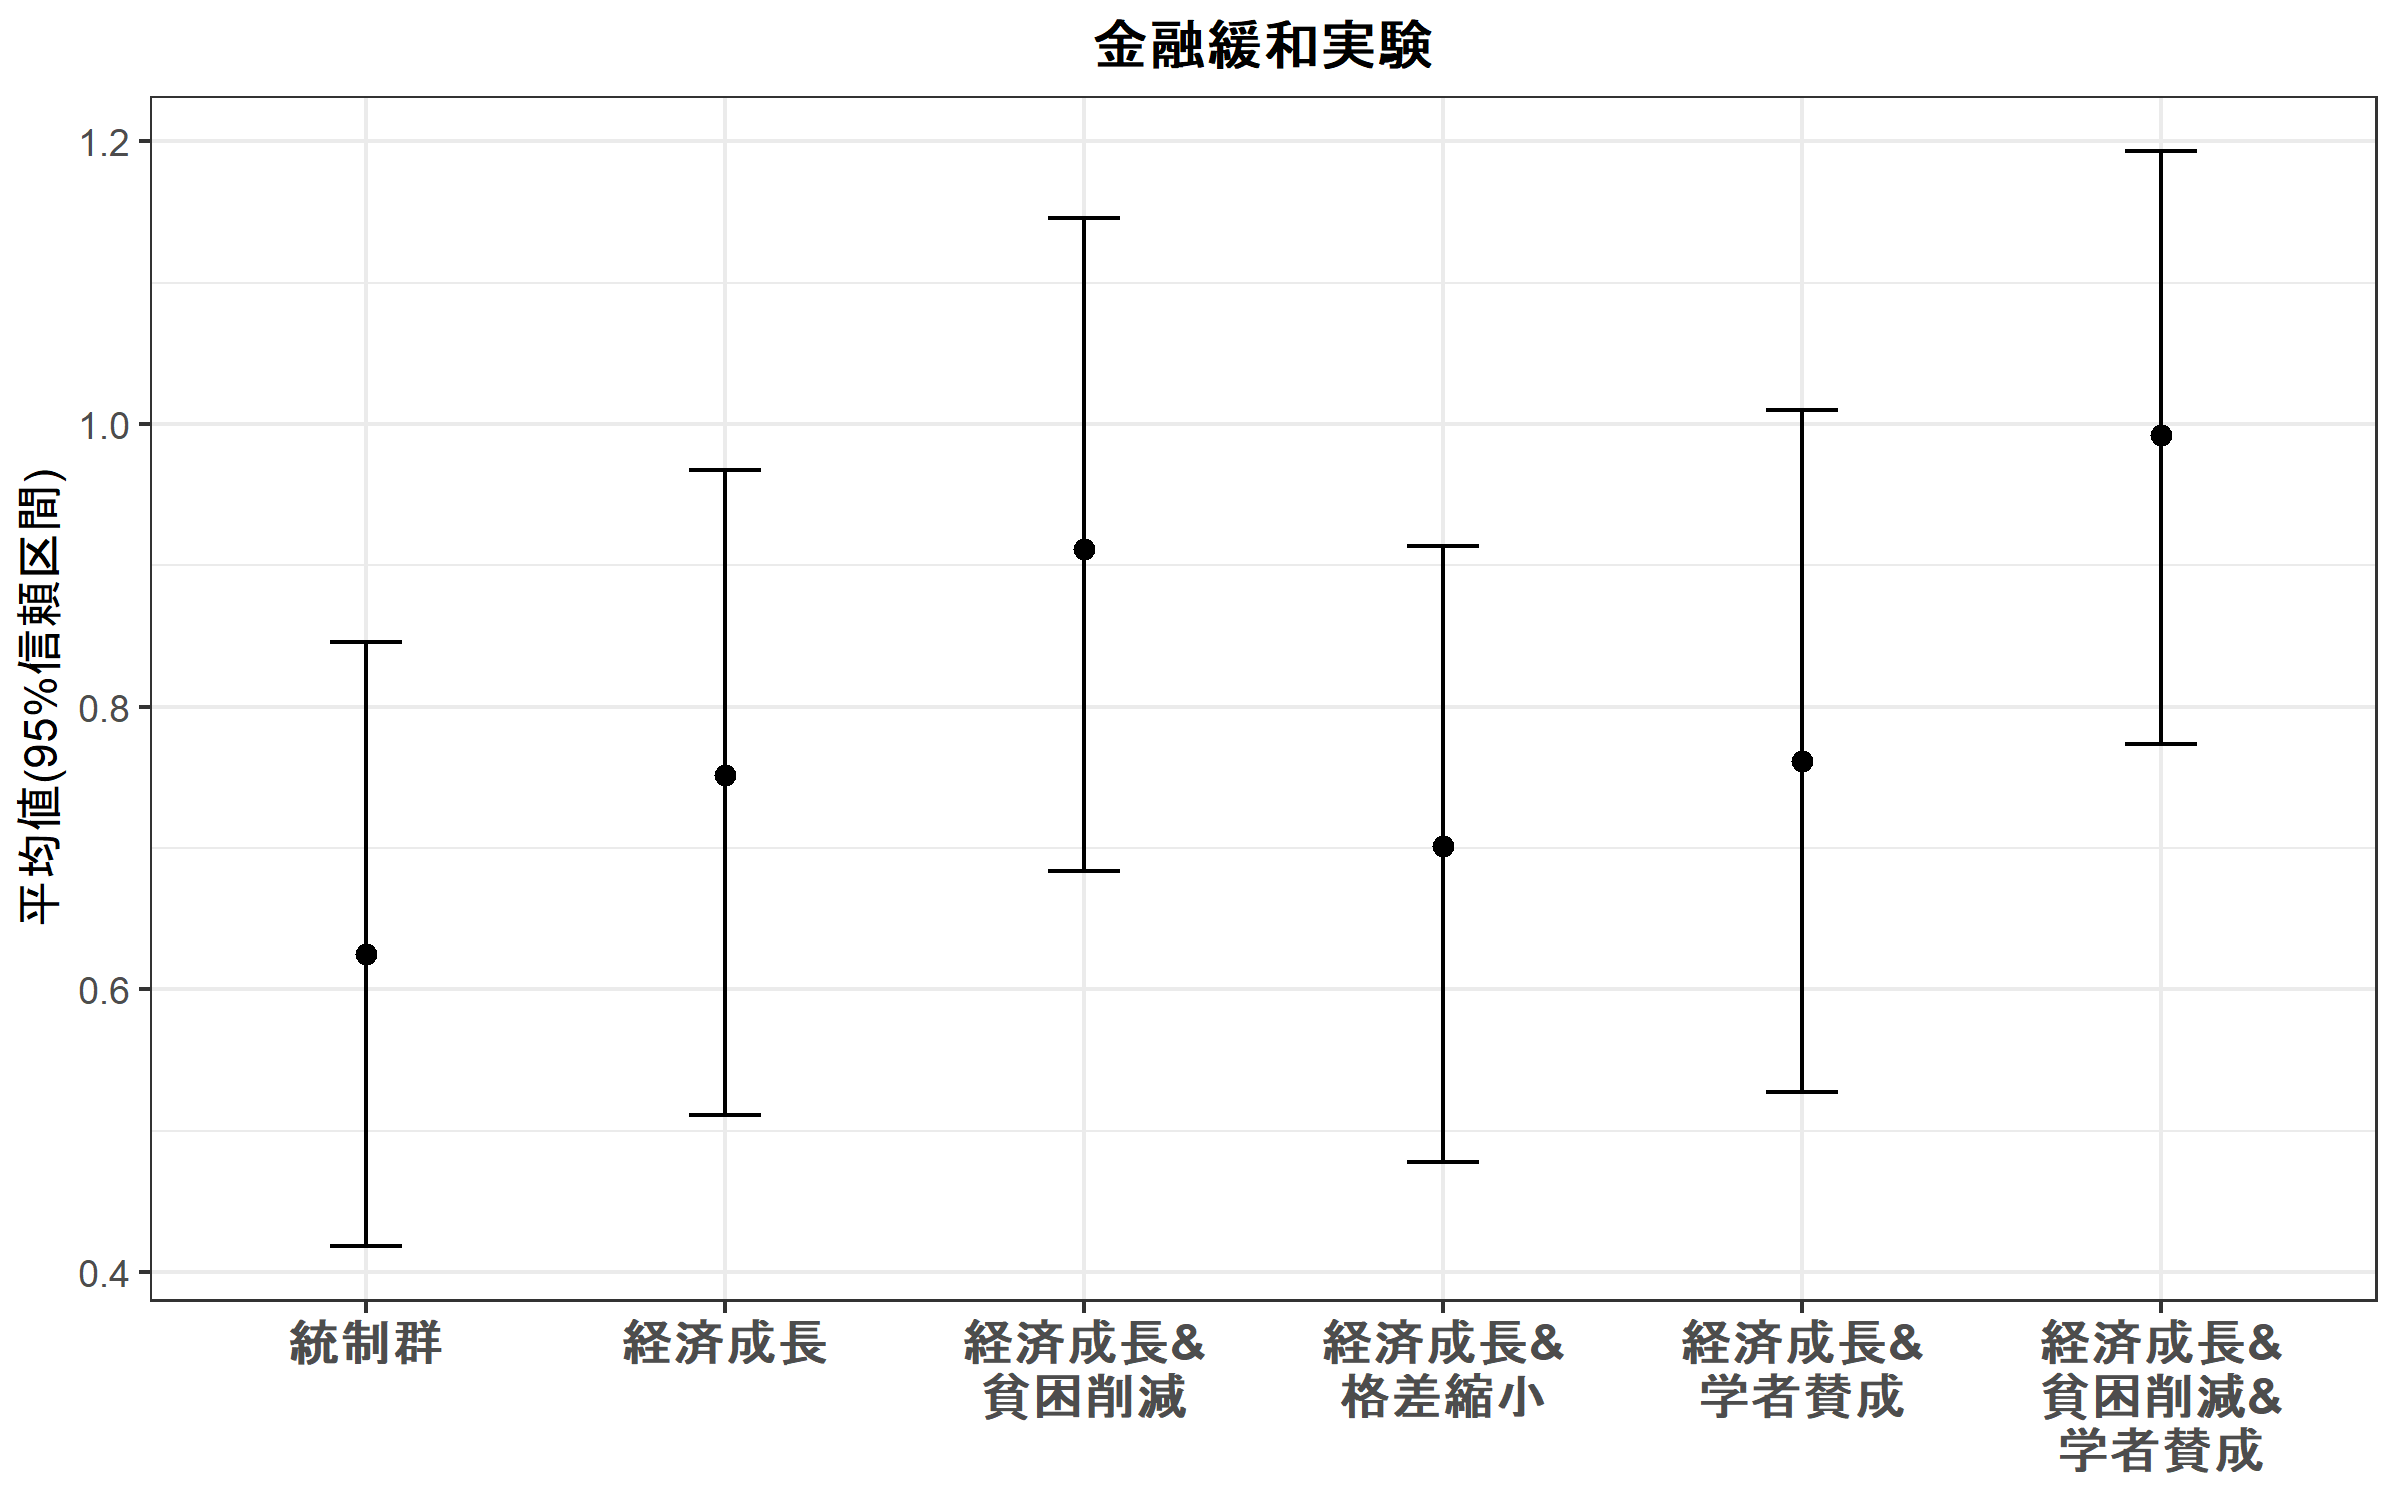 金融緩和実験
平均値(95%信頼区間)
1.2
1.0
0.8
0.6
0.4
統制群
経済成長
経済成長&
貧困削減
経済成長&
格差縮小
経済成長&
学者賛成
経済成長&
貧困削減&
学者賛成